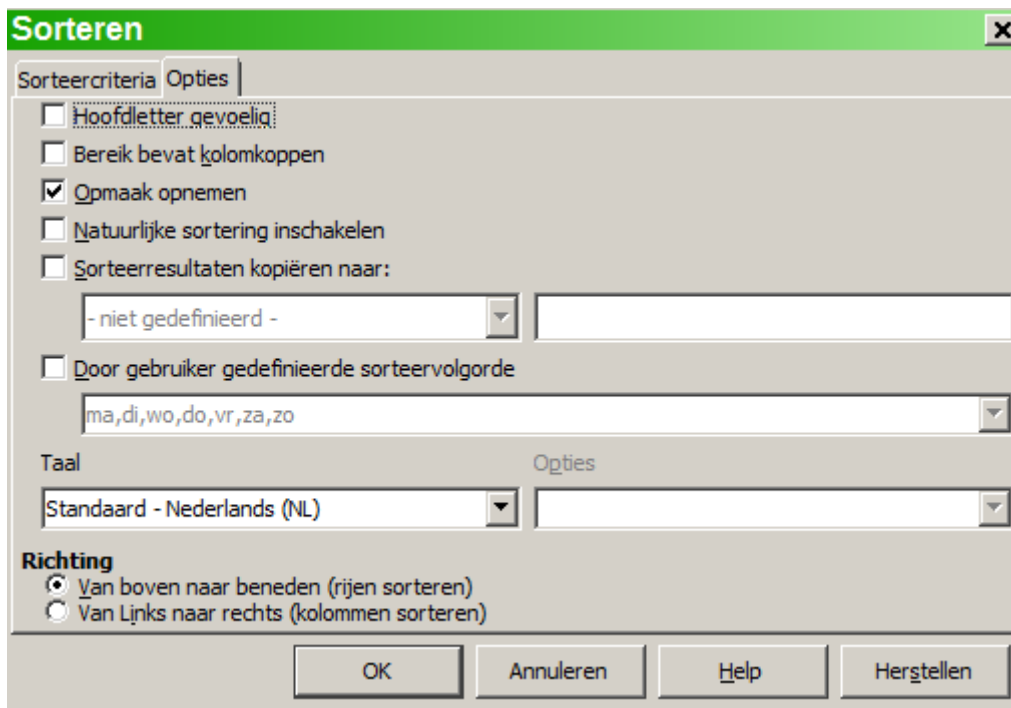 Sorteren
Sorteercriteria Opties
Hoofdletter gevoelig
Bereik bevat kolomkoppen
Opmaak opnemen
Natuurlijke sortering inschakelen
Sorteerresultaten kopiëren naar:
- niet gedefinieerd -
Door gebruiker gedefinieerde sorteervolgorde
ma,di,wo,do,vr,za,zo
Taal Opties
Standaard - Nederlands (NL)
Richting
Van boven naar beneden (rijen sorteren)
Van Links naar rechts (kolommen sorteren)
OK Annuleren Help Herstellen